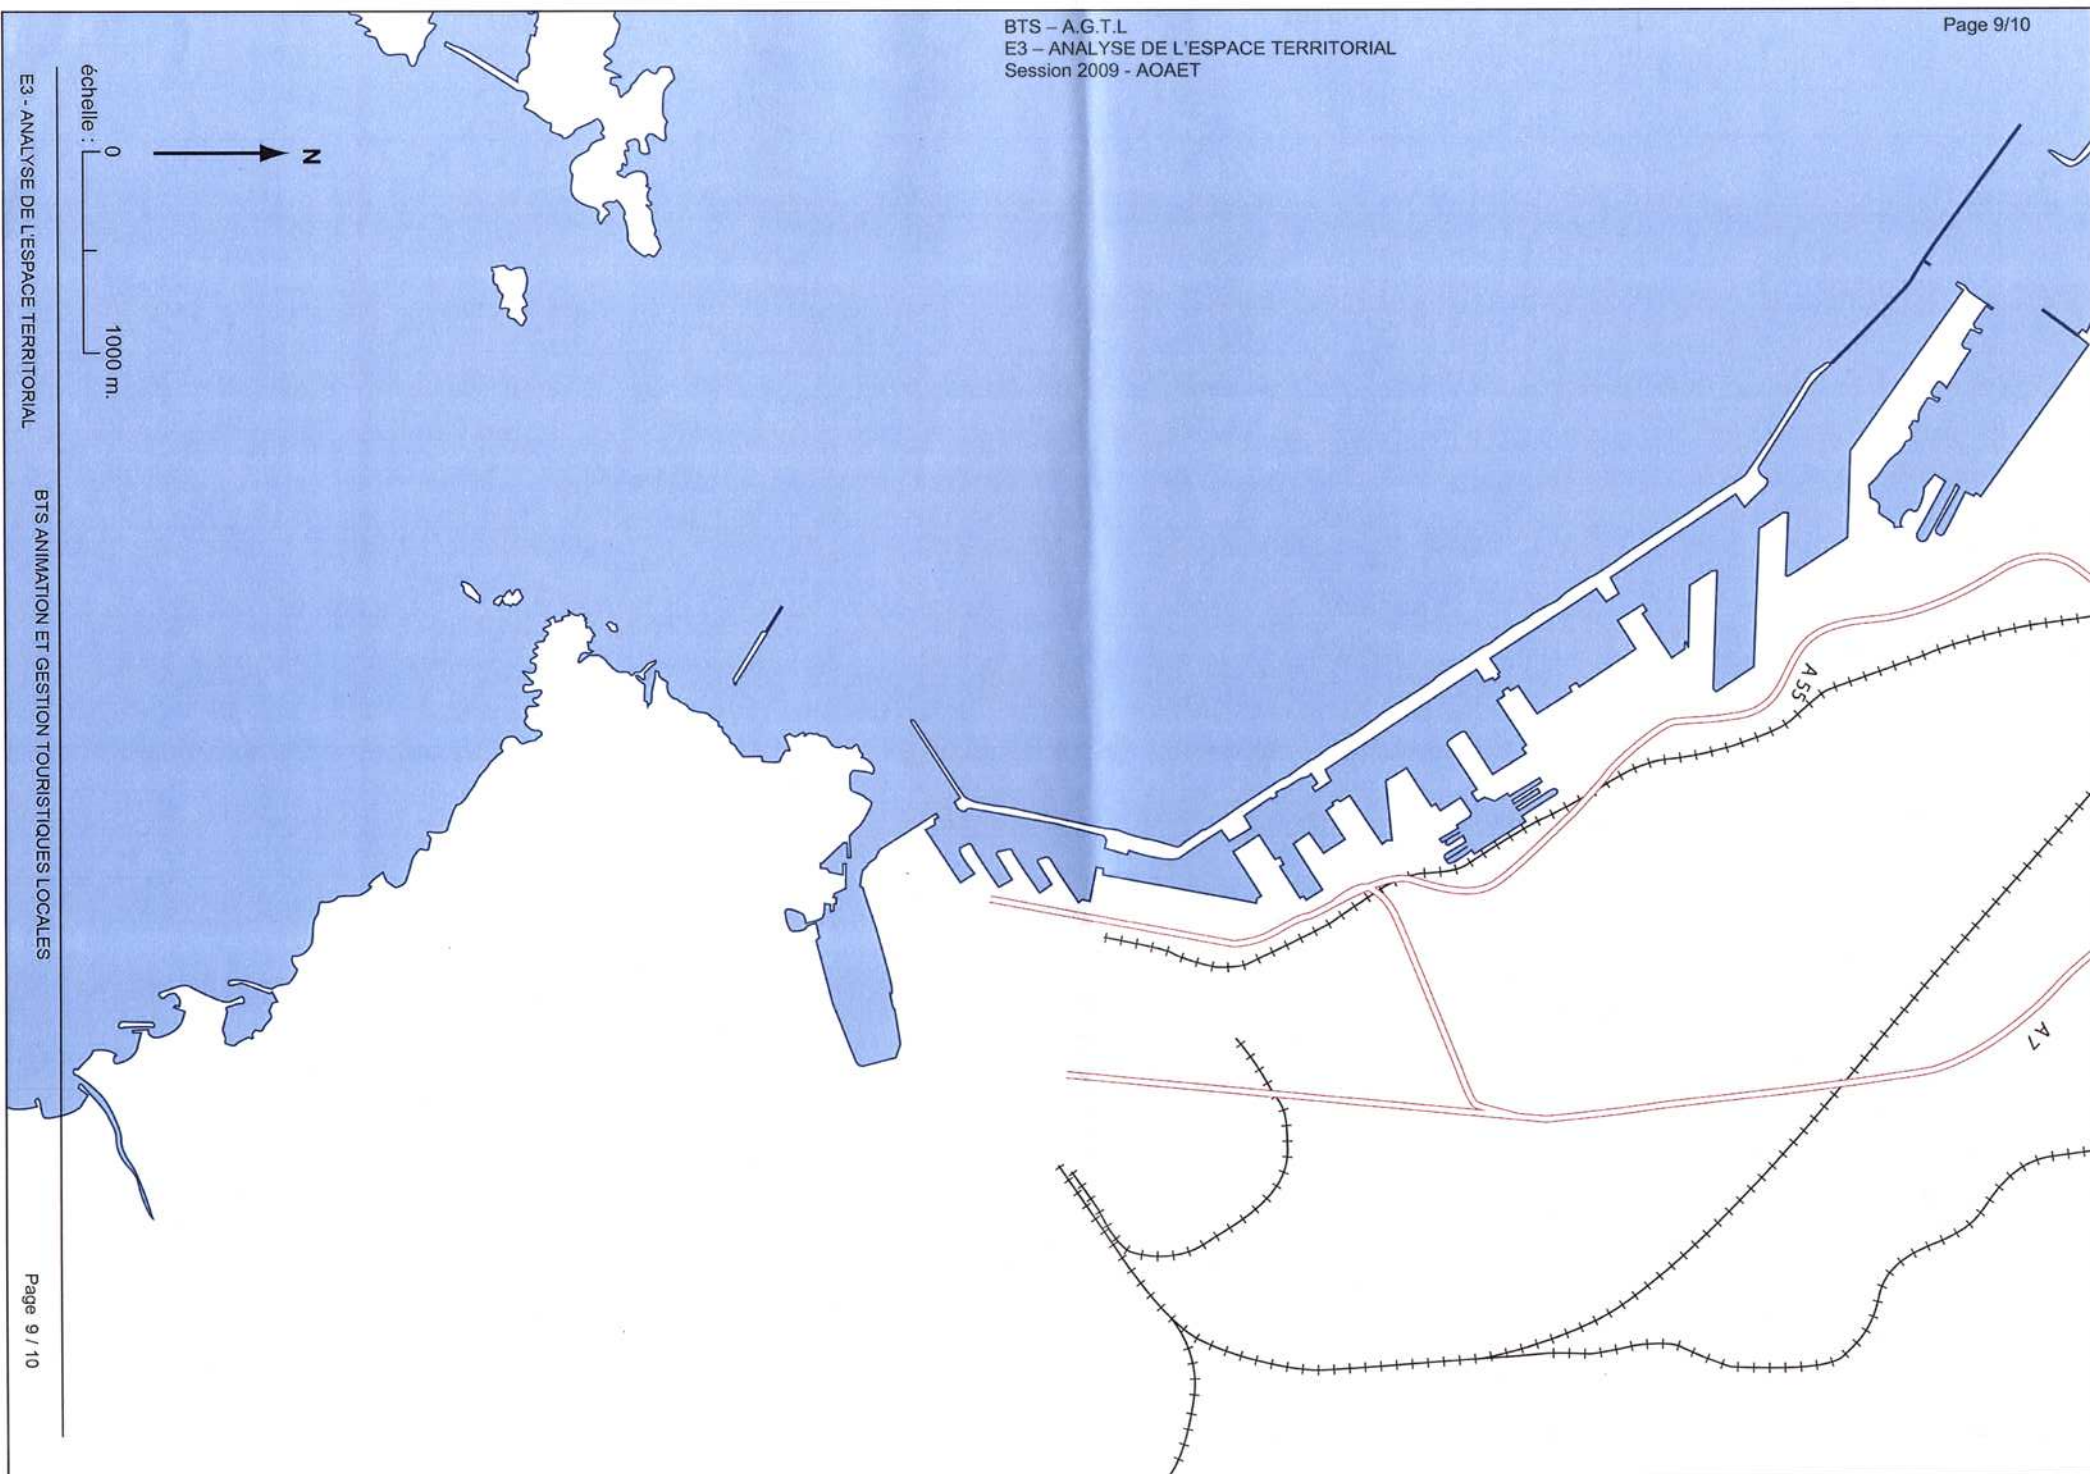 BTS – A.G.T.L
E3 – ANALYSE DE L'ESPACE TERRITORIAL
Session 2009 - AOAET
Page 9/10
échelle : 0 1000 m.
N
A 55
A 7
E3 - ANALYSE DE L'ESPACE TERRITORIAL BTS ANIMATION ET GESTION TOURISTIQUES LOCALES Page 9 / 10